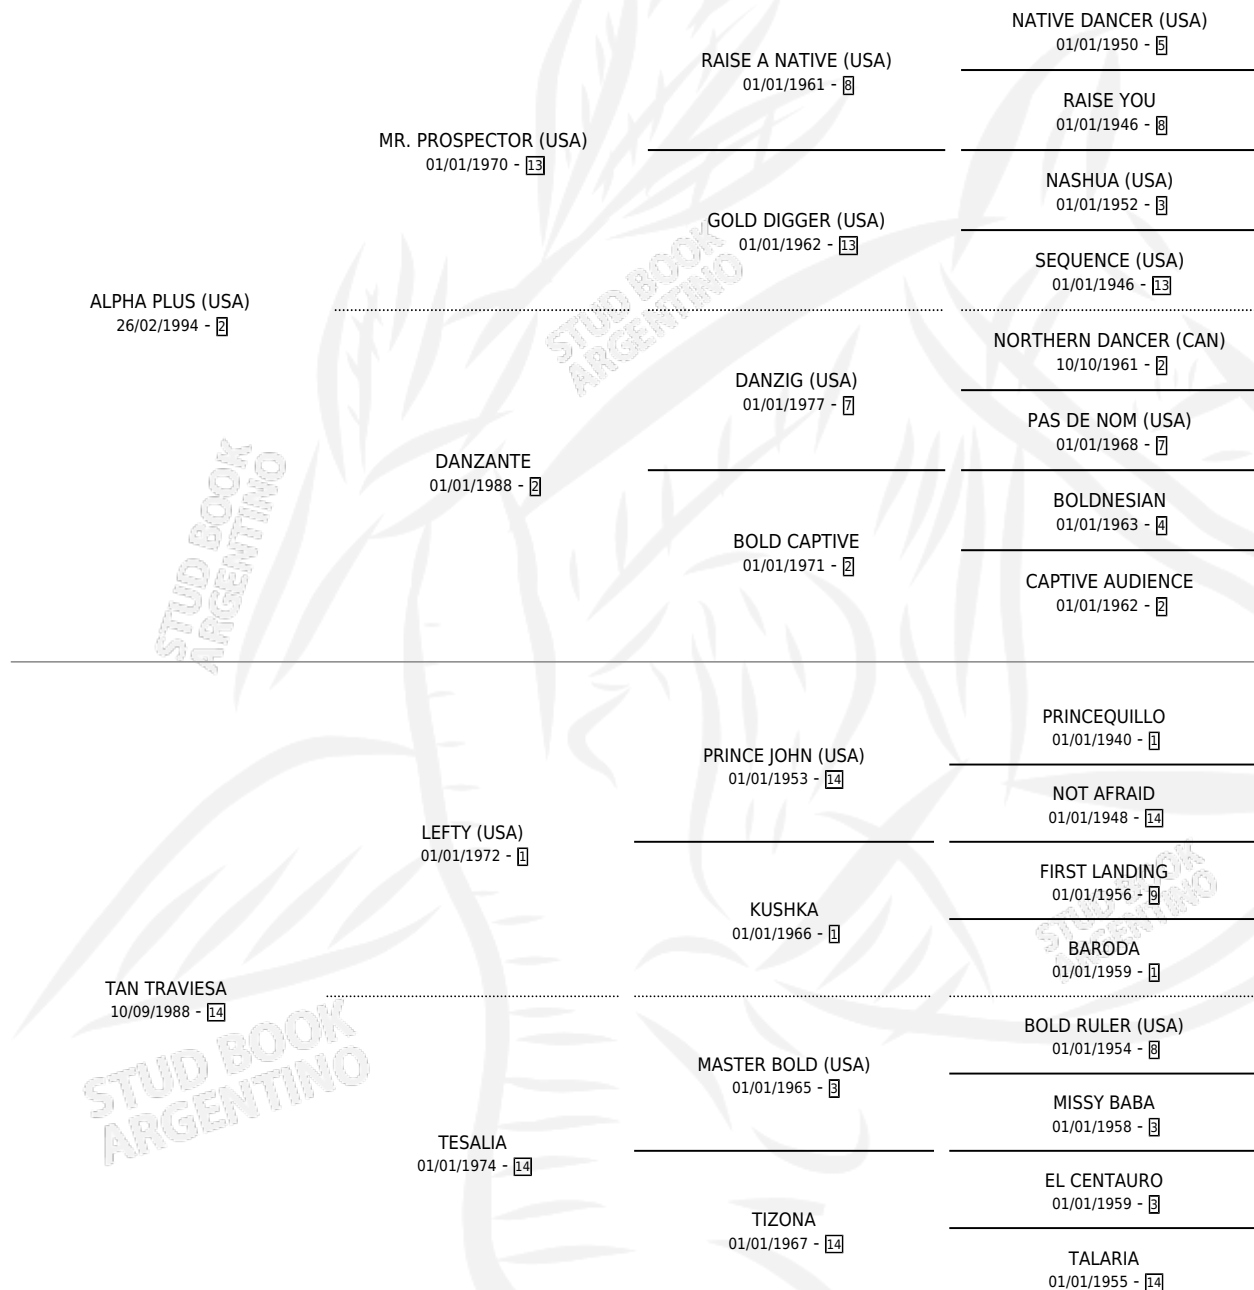 NATIVE DANCER (USA)
01/01/1950 - 5
RAISE A NATIVE (USA)
01/01/1961 - 8
RAISE YOU
01/01/1946 - 8
MR. PROSPECTOR (USA)
01/01/1970 - 13
NASHUA (USA)
01/01/1952 - 3
GOLD DIGGER (USA)
01/01/1962 - 13
SEQUENCE (USA)
01/01/1946 - 13
ALPHA PLUS (USA)
26/02/1994 - 2
NORTHERN DANCER (CAN)
10/10/1961 - 2
DANZIG (USA)
01/01/1977 - 7
PAS DE NOM (USA)
01/01/1968 - 7
DANZANTE
01/01/1988 - 2
BOLDNESIAN
01/01/1963 - 4
BOLD CAPTIVE
01/01/1971 - 2
CAPTIVE AUDIENCE
01/01/1962 - 2
PRINCEQUILLO
01/01/1940 - 1
PRINCE JOHN (USA)
01/01/1953 - 14
NOT AFRAID
01/01/1948 - 14
LEFTY (USA)
01/01/1972 - 1
FIRST LANDING
01/01/1956 - 9
KUSHKA
01/01/1966 - 1
BARODA
01/01/1959 - 1
TAN TRAVIESA
10/09/1988 - 14
BOLD RULER (USA)
01/01/1954 - 8
MASTER BOLD (USA)
01/01/1965 - 3
MISSY BABA
01/01/1958 - 3
TESALIA
01/01/1974 - 14
EL CENTAURO
01/01/1959 - 3
TIZONA
01/01/1967 - 14
TALARIA
01/01/1955 - 14
STUD BOOK
ARGENTINO
STUD BOOK
ARGENTINO
STUD BOOK
ARGENTINO
STUD BOOK
ARGENTINO